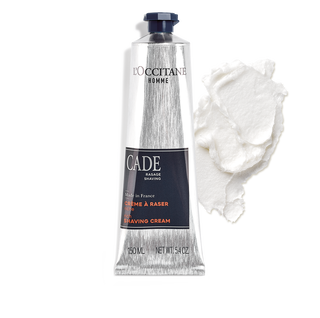 L'OCCITANE
HOMME
CADE
RASAGE
SHAVING
Made in France
CRÈME À RASER
SHAVING CREAM
150 ML NET WT. 5.4 OZ.